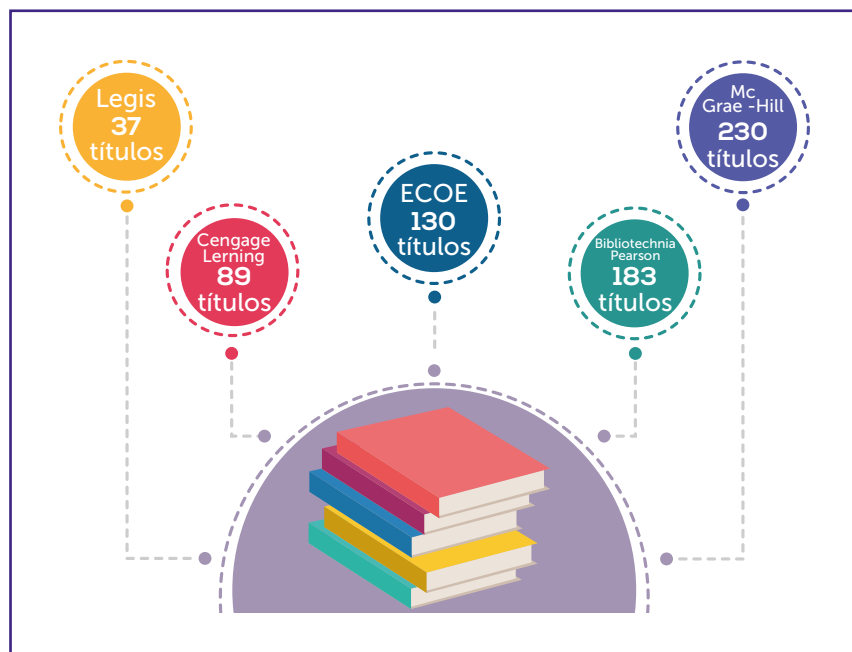 Legis
37
títulos
Cengage
Lerning
89
títulos
ECOE
130
títulos
Bibliotechnia
Pearson
183
títulos
Mc
Grae -Hill
230
títulos